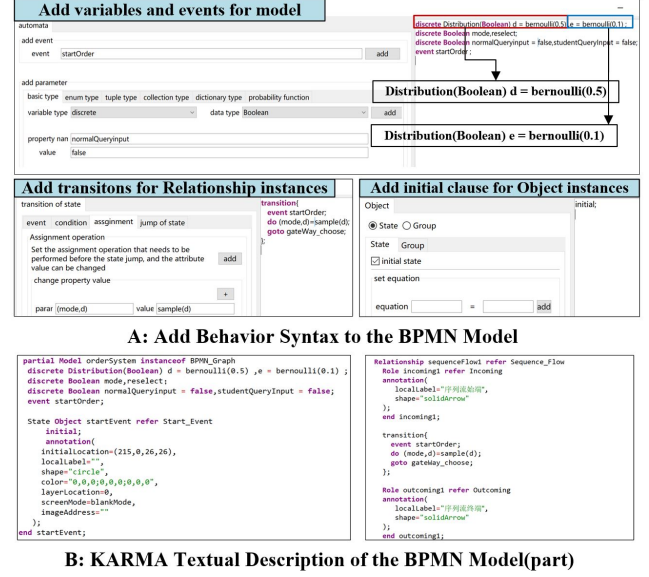 Add variables and events for model
automata
add event
event startOrder add
add parameter
basic type enum type tuple type collection type dictionary type probability function
variable type discrete data type Boolean add
property nan normalQueryinput
value false
discrete Distribution(Boolean) d = bernoulli(0.5),e = bernoulli(0.1) ;
discrete Boolean mode,reselect;
discrete Boolean normalQueryinput = false,studentQueryInput = false;
event startOrder ;
Distribution(Boolean) d = bernoulli(0.5)
Distribution(Boolean) e = bernoulli(0.1)
Add transitons for Relationship instances
transition of state
event condition assginment jump of state
Assignment operation
Set the assignment operation that needs to be
performed before the state jump, and the attribute
value can be changed
add
change property value
+
parar (mode,d) value sample(d)
transition(
event startOrder;
do (mode,d)=sample(d);
goto gateWay_choose;
);
Add initial clause for Object instances
Object
State Group
State Group
initial state
set equation
equation = add
initial;
A: Add Behavior Syntax to the BPMN Model
partial Model orderSystem instanceof BPMN_Graph
discrete Distribution(Boolean) d = bernoulli(0.5) ,e = bernoulli(0.1) ;
discrete Boolean mode,reselect;
discrete Boolean normalQueryinput = false,studentQueryInput = false;
event startOrder;
State Object startEvent refer Start_Event
initial;
annotation(
initialLocation=(215,0,26,26),
localLabel="",
shape="circle",
color="0,0,0;0,0,0;0,0,0",
layerLocation=0,
screenMode=blankMode,
imageAddress=""
);
end startEvent;
Relationship sequenceFlow1 refer Sequence_Flow
Role incoming1 refer Incoming
annotation(
localLabel="序列流始端",
shape="solidArrow"
);
end incoming1;
transition{
event startOrder;
do (mode,d)=sample(d);
goto gateWay_choose;
};
Role outcoming1 refer Outcoming
annotation(
localLabel="序列流终端",
shape="solidArrow"
);
end outcoming1;
B: KARMA Textual Description of the BPMN Model(part)